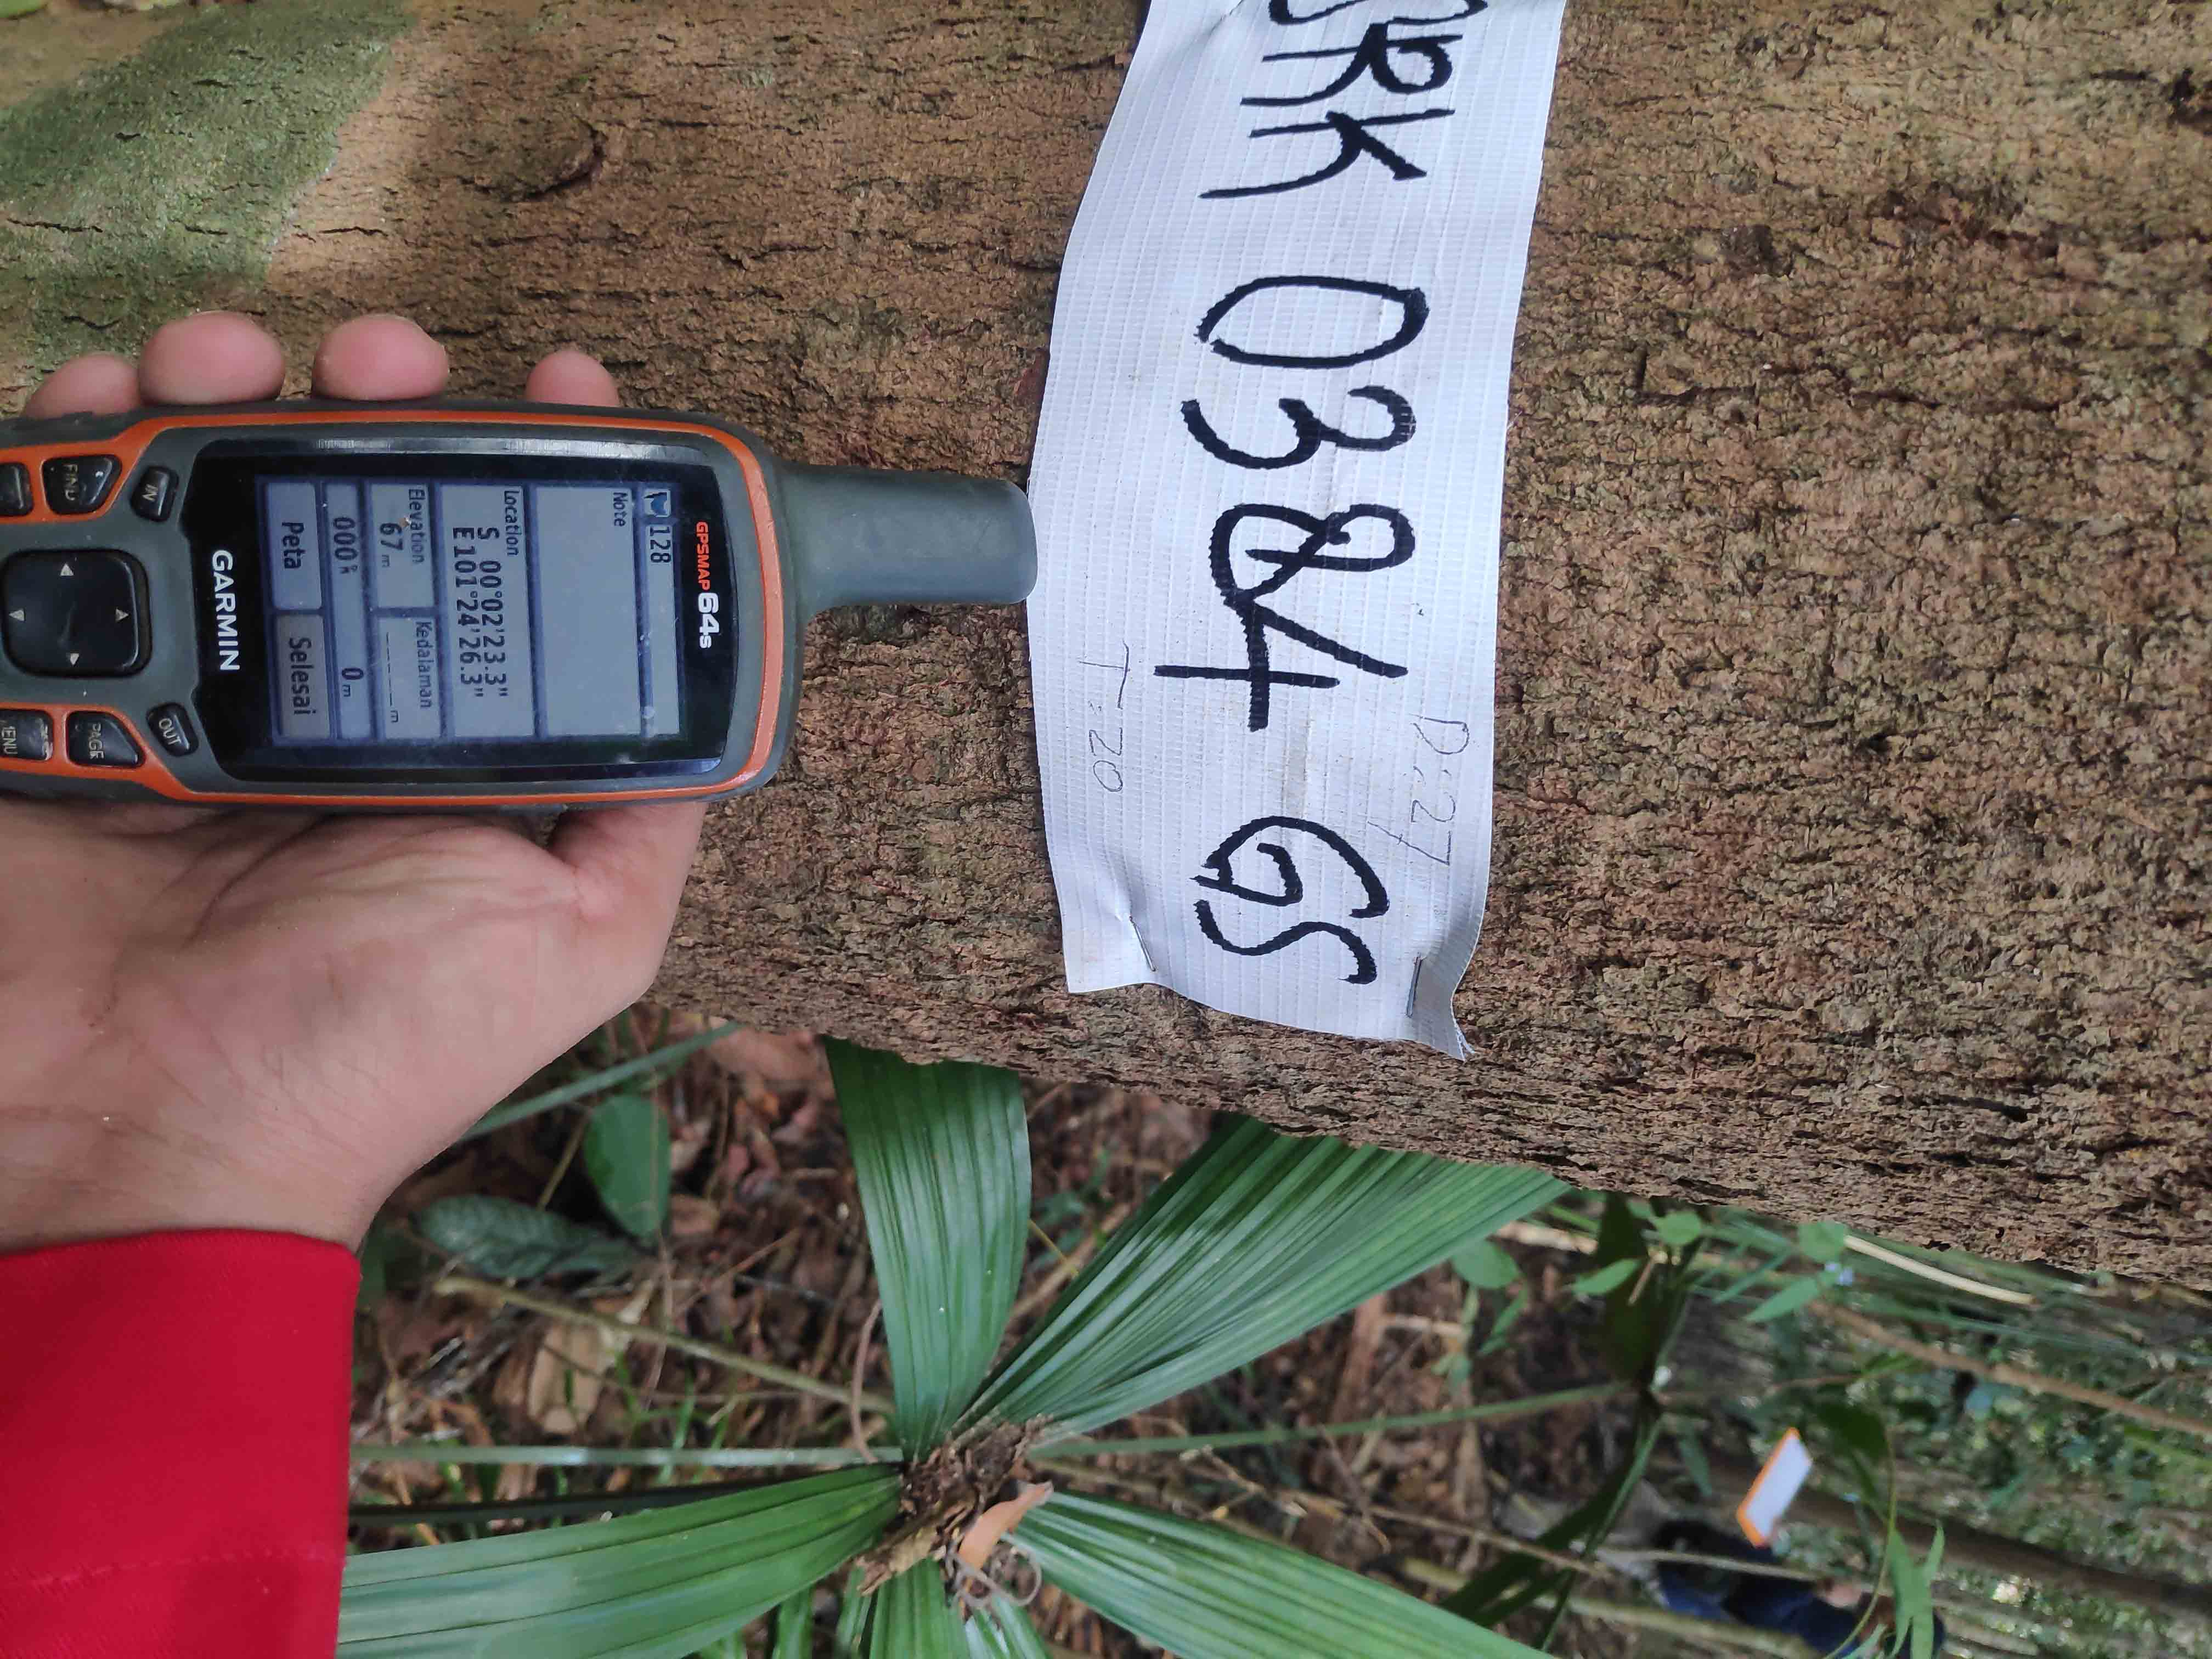 D:27
RK 0384 GS
T:20
GPSMAP 64s
128
Note
Location
S 00°02'23.3"
E101°24'26.3"
Elevation Kedalaman
67m _____m
000° 0m
Peta Selesai
GARMIN
IN OUT
FIND PAGE
MENU